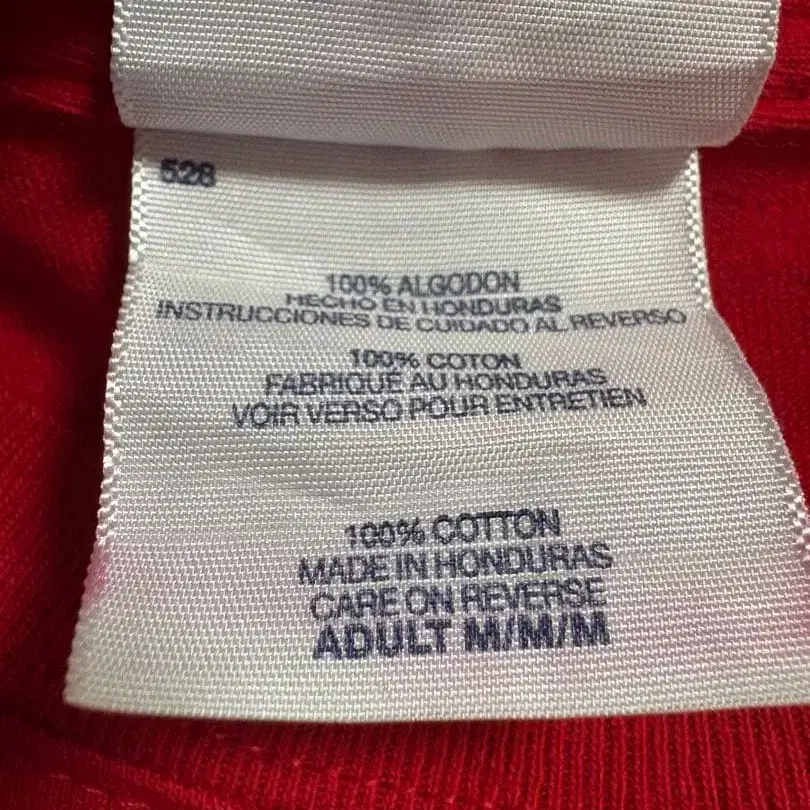 528
100% ALGODON
HECHO EN HONDURAS
INSTRUCCIONES DE CUIDADO AL REVERSO
100% COTON
FABRIQUE AU HONDURAS
VOIR VERSO POUR ENTRETIEN
100% COTTON
MADE IN HONDURAS
CARE ON REVERSE
ADULT M/M/M